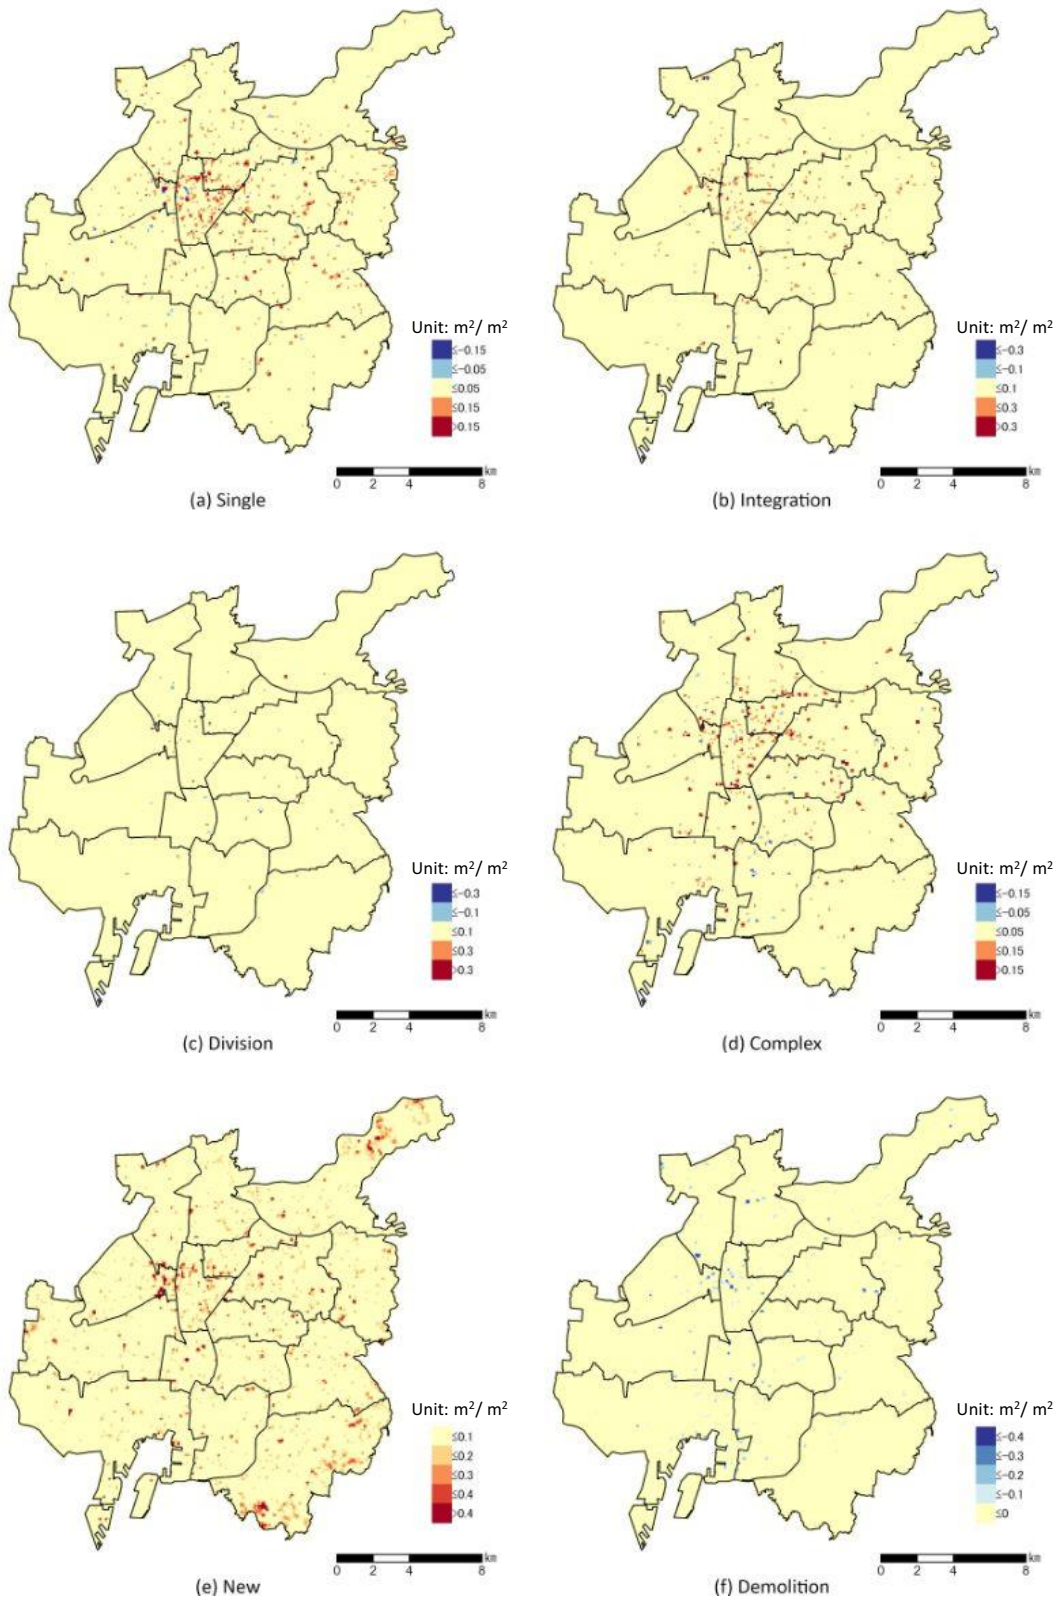 Unit: m²/ m²
≤-0.15
≤-0.05
≤0.05
≤0.15
>0.15
km
0 2 4 8
(a) Single
Unit: m²/ m²
≤-0.3
≤-0.1
≤0.1
≤0.3
>0.3
km
0 2 4 8
(b) Integration
Unit: m²/ m²
≤-0.3
≤-0.1
≤0.1
≤0.3
>0.3
km
0 2 4 8
(c) Division
Unit: m²/ m²
≤-0.15
≤-0.05
≤0.05
≤0.15
>0.15
km
0 2 4 8
(d) Complex
Unit: m²/ m²
≤0.1
≤0.2
≤0.3
≤0.4
>0.4
km
0 2 4 8
(e) New
Unit: m²/ m²
≤-0.4
≤-0.3
≤-0.2
≤-0.1
≤0
km
0 2 4 8
(f) Demolition